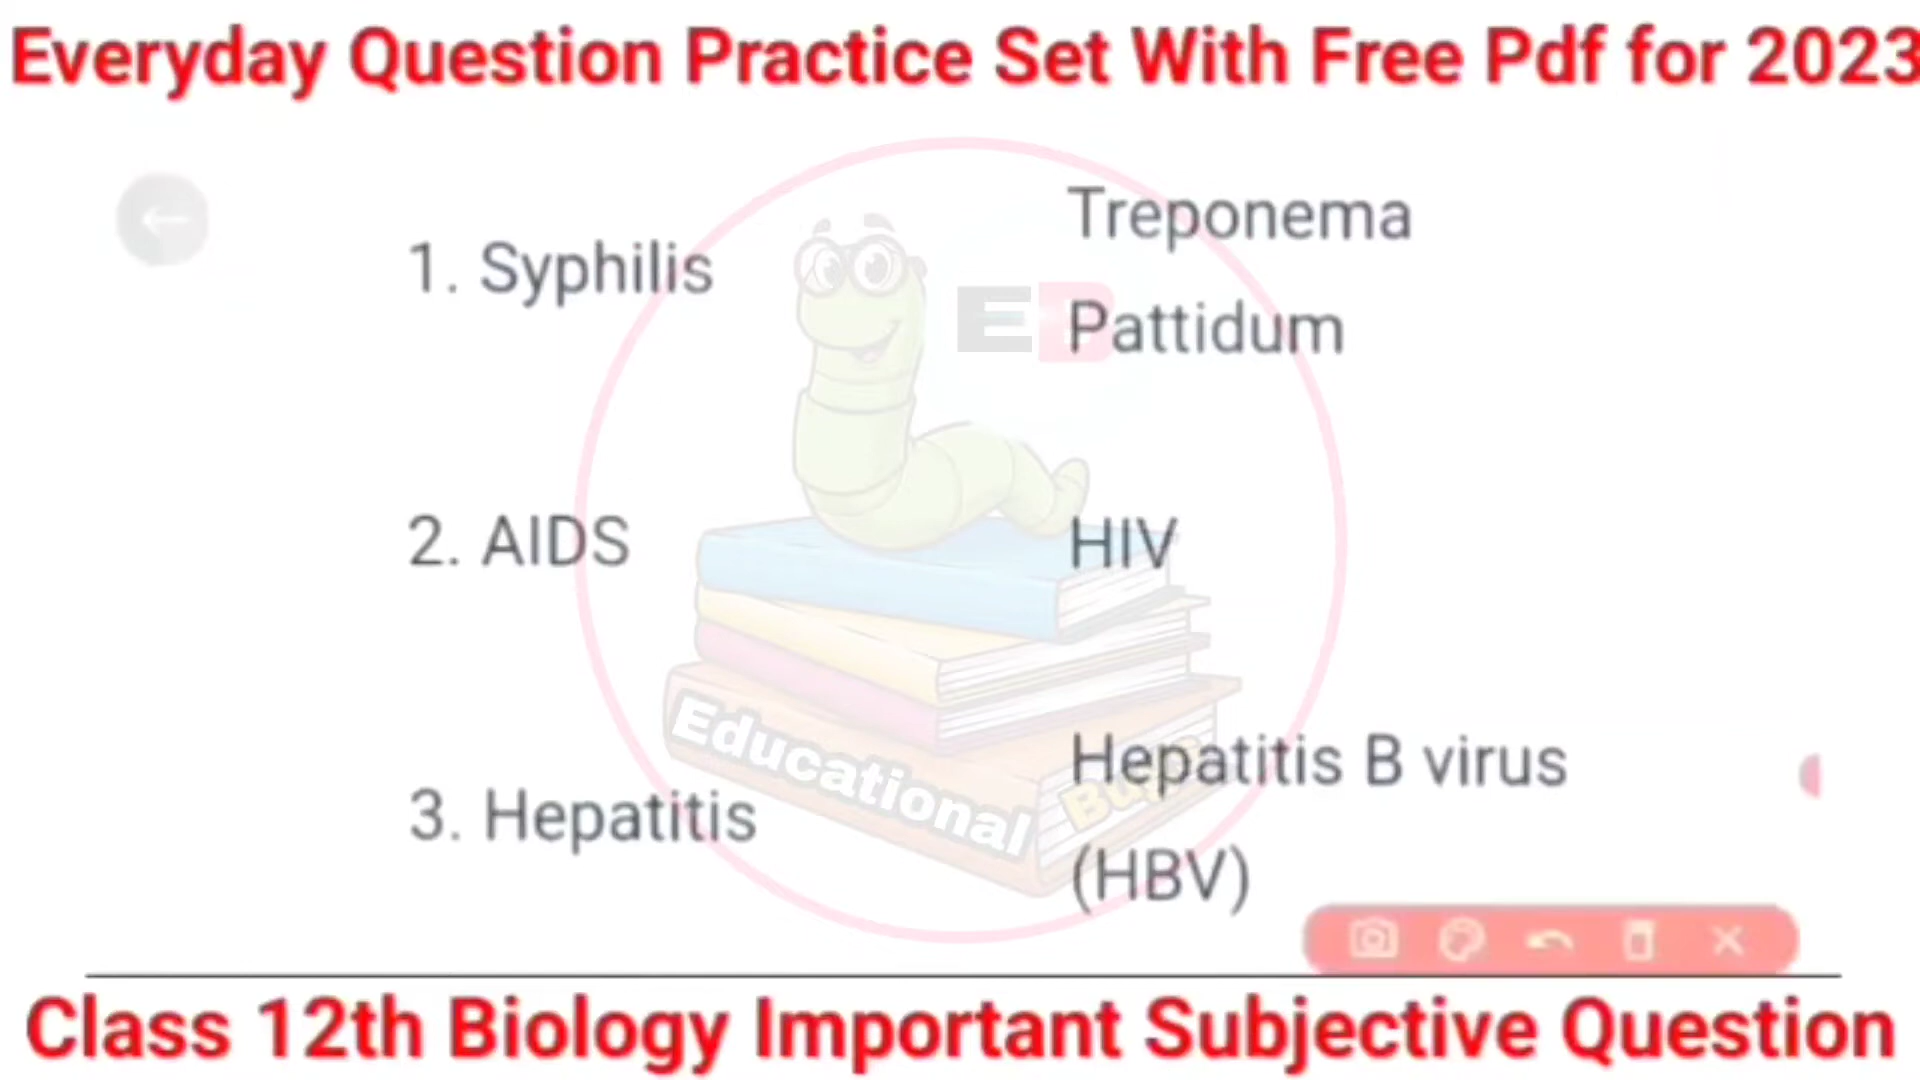 Everyday Question Practice Set With Free Pdf for 2023
Treponema
1. Syphilis
EB
Pattidum
2. AIDS
HIV
Educational
Hepatitis B virus
3. Hepatitis
(HBV)
Class 12th Biology Important Subjective Question